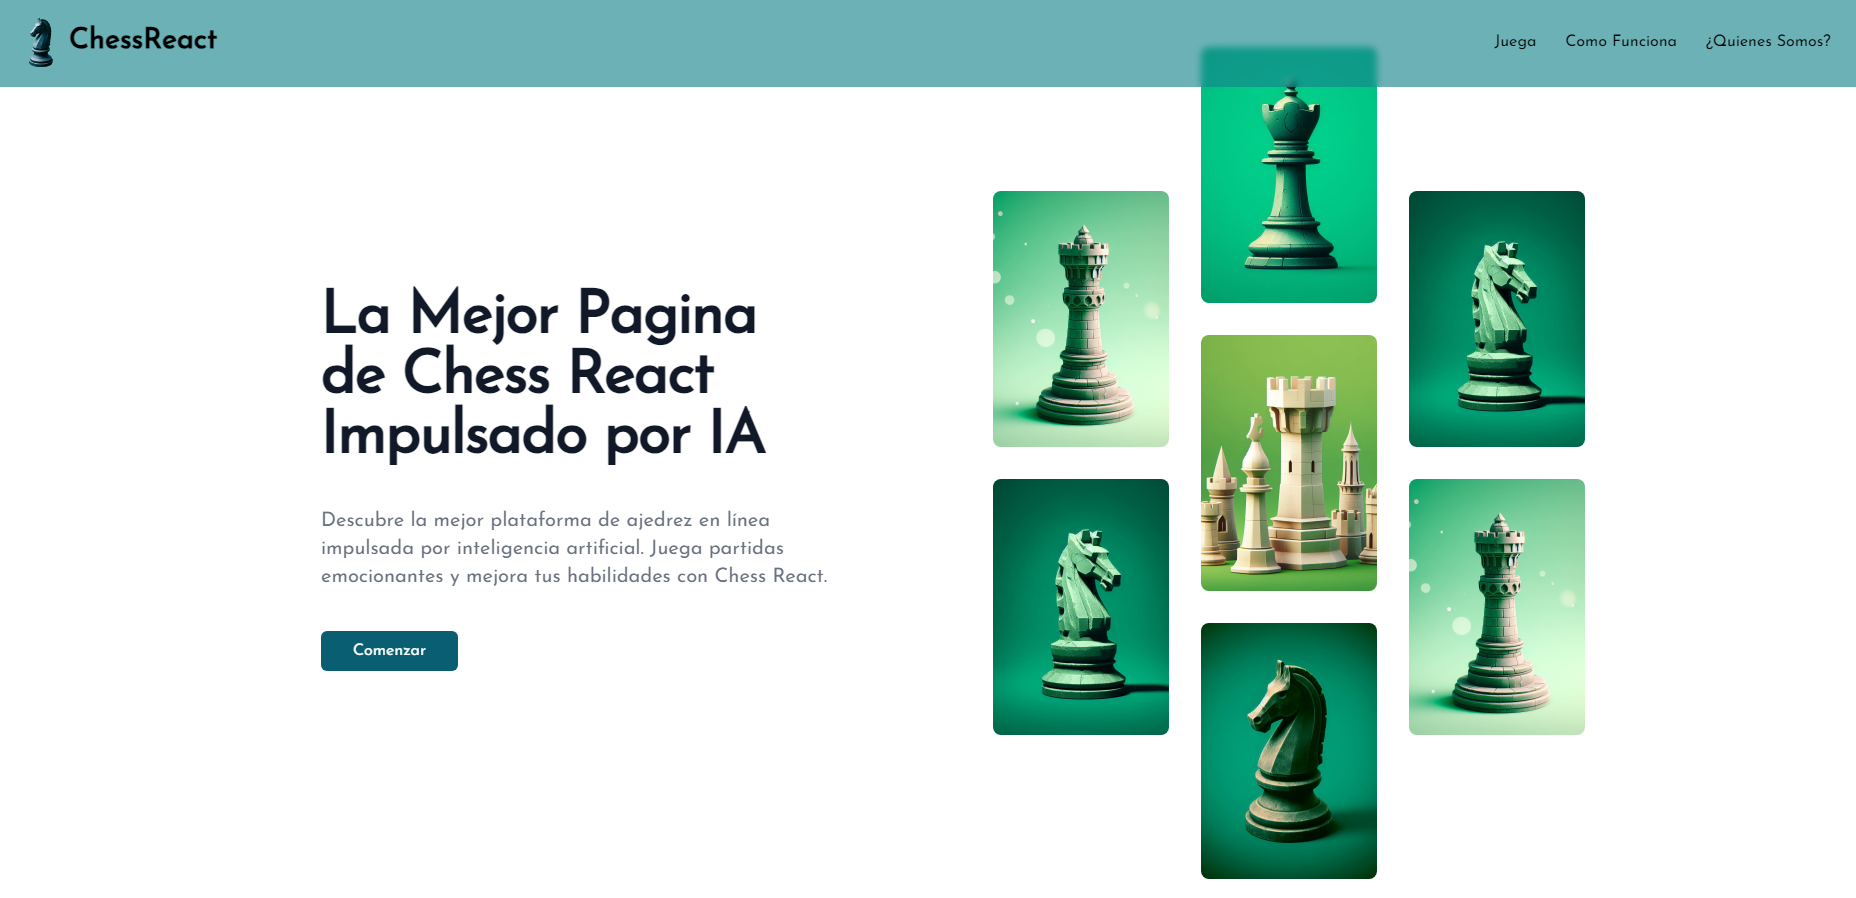 ChessReact
Juega
Como Funciona
¿Quienes Somos?
La Mejor Pagina
de Chess React
Impulsado por IA
Descubre la mejor plataforma de ajedrez en línea
impulsada por inteligencia artificial. Juega partidas
emocionantes y mejora tus habilidades con Chess React.
Comenzar